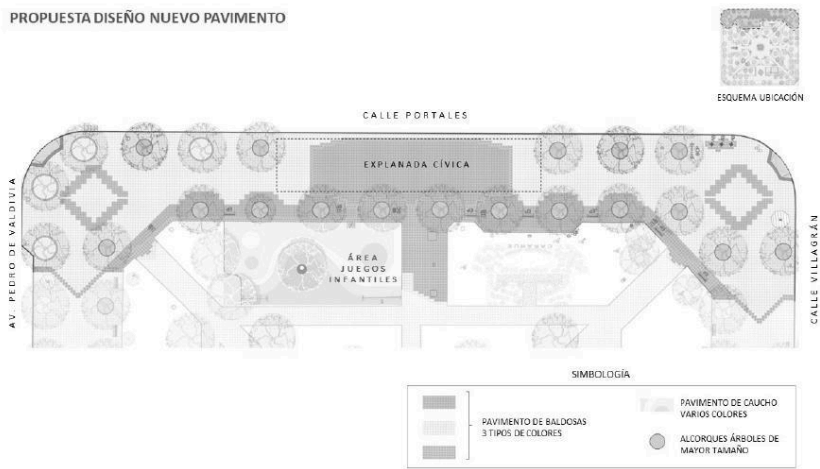 PROPUESTA DISEÑO NUEVO PAVIMENTO
ESQUEMA UBICACIÓN
CALLE PORTALES
EXPLANADA CÍVICA
AV. PEDRO DE VALDIVIA
ÁREA
JUEGOS
INFANTILES
CALLE VILLAGRÁN
SIMBOLOGÍA
PAVIMENTO DE BALDOSAS
3 TIPOS DE COLORES
PAVIMENTO DE CAUCHO
VARIOS COLORES
ALCORQUES ÁRBOLES DE
MAYOR TAMAÑO